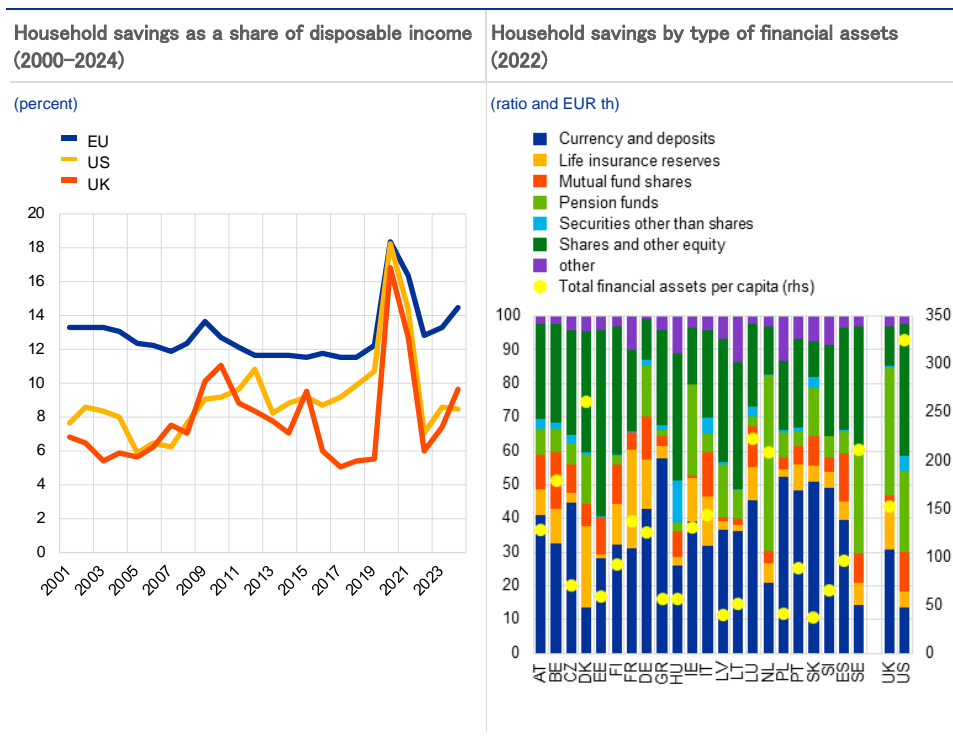 Household savings as a share of disposable income
(2000–2024)
(percent)
EU
US
UK
20
18
16
14
12
10
8
6
4
2
0
2001
2003
2005
2007
2009
2011
2013
2015
2017
2019
2021
2023
Household savings by type of financial assets
(2022)
(ratio and EUR th)
Currency and deposits
Life insurance reserves
Mutual fund shares
Pension funds
Securities other than shares
Shares and other equity
other
Total financial assets per capita (rhs)
100
90
80
70
60
50
40
30
20
10
0
350
300
250
200
150
100
50
0
AT
BE
CZ
DK
EE
FI
FR
DE
GR
HU
IE
IT
LV
LT
LU
NL
PL
PT
SK
SI
ES
SE
UK
US